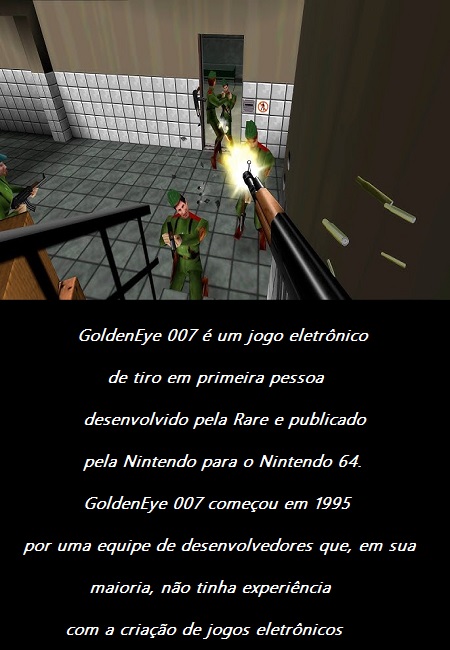 GoldenEye 007 é um jogo eletrônico
de tiro em primeira pessoa
desenvolvido pela Rare e publicado
pela Nintendo para o Nintendo 64.
GoldenEye 007 começou em 1995
por uma equipe de desenvolvedores que, em sua
maioria, não tinha experiência
com a criação de jogos eletrônicos